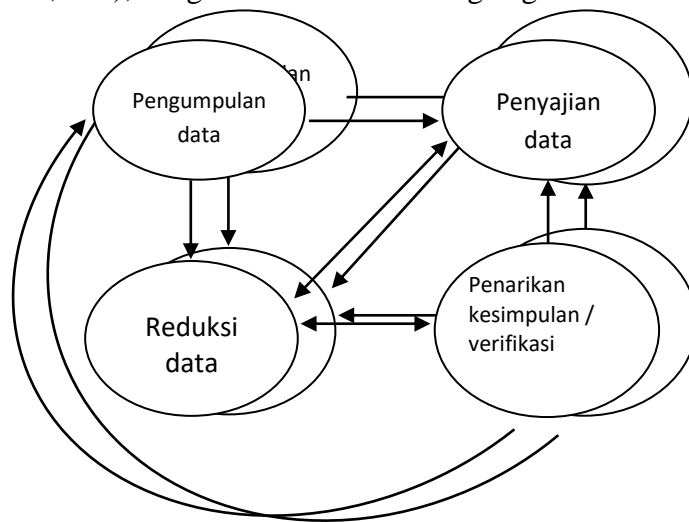 Pengumpulan
data
Penyajian
data
Reduksi
data
Penarikan
kesimpulan /
verifikasi